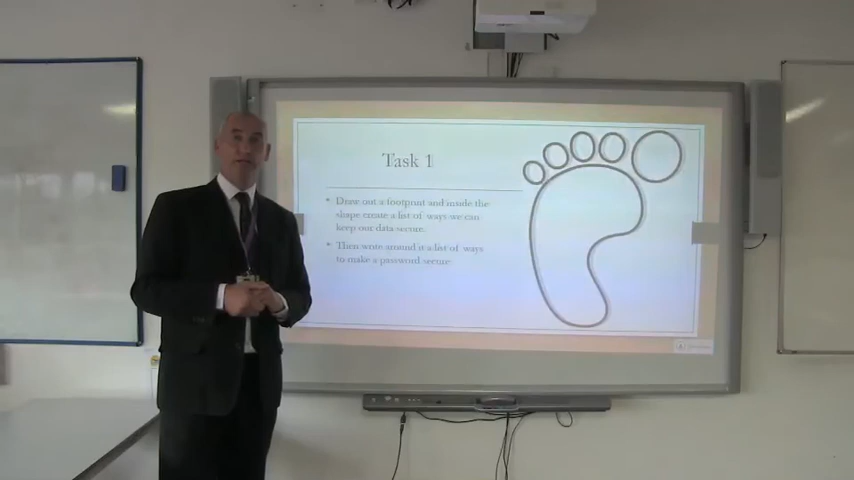 Task 1
• Draw out a footprint and inside the
shape create a list of ways we can
keep our data secure.
• Then wrote around it a list of ways
to make a password secure